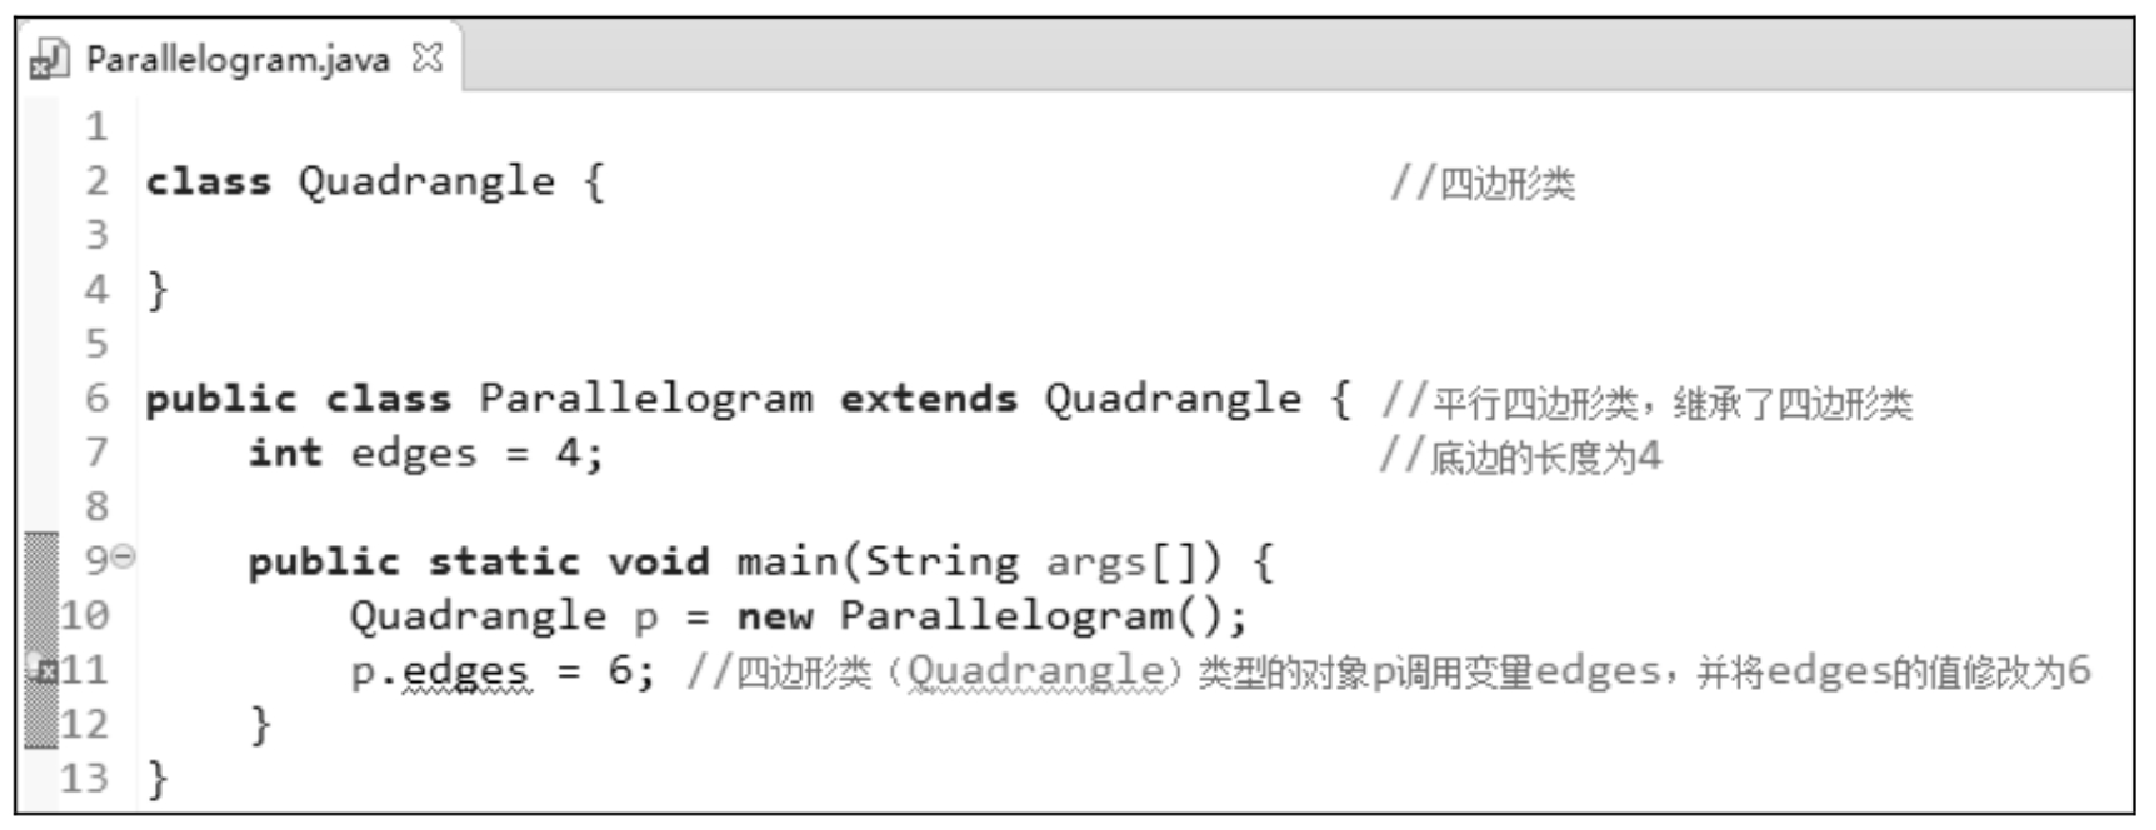 Parallelogram.java
1
2 class Quadrangle { //四边形类
3
4 }
5
6 public class Parallelogram extends Quadrangle { //平行四边形类，继承了四边形类
7 int edges = 4; //底边的长度为4
8
9 public static void main(String args[]) {
10 Quadrangle p = new Parallelogram();
11 p.edges = 6; //四边形类（Quadrangle）类型的对象p调用变量edges，并将edges的值修改为6
12 }
13 }